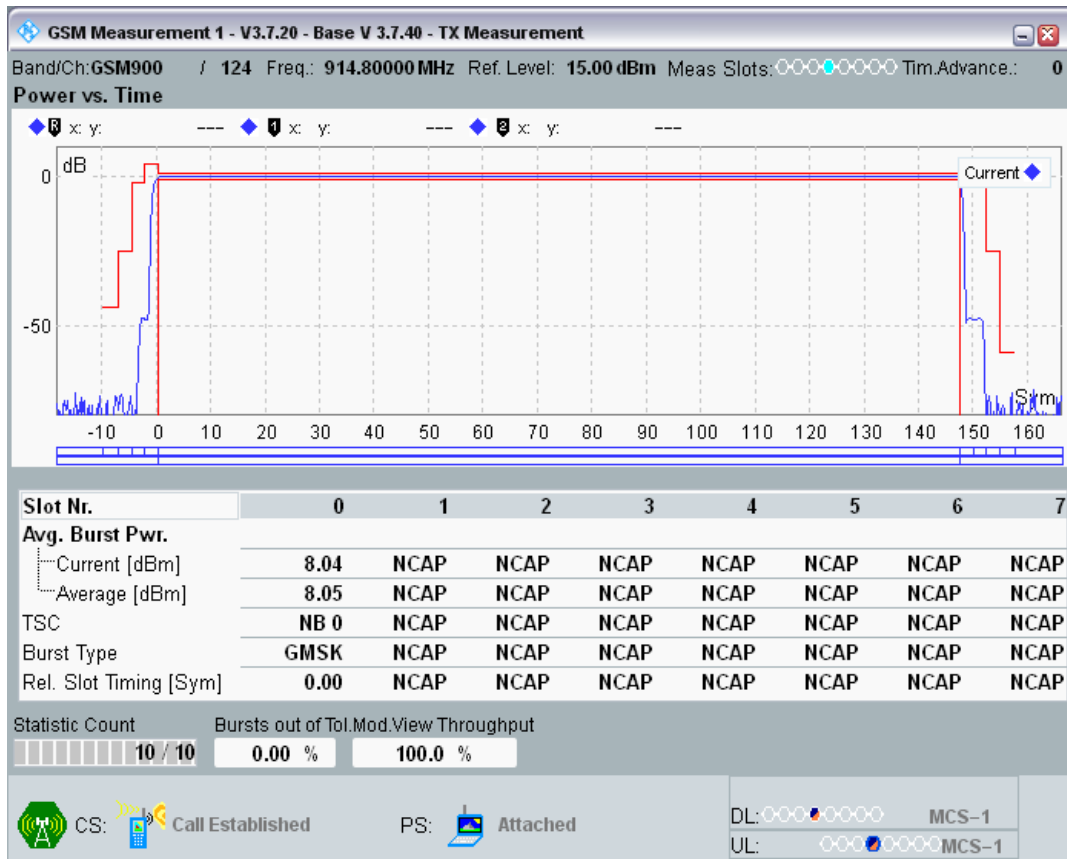 GSM Measurement 1 - V3.7.20 - Base V 3.7.40 - TX Measurement
Band/Ch:GSM900 / 124 Freq.: 914.80000 MHz Ref. Level: 15.00 dBm Meas Slots: Tim.Advance.: 0
Power vs. Time
R x: y: --- 1 x: y: --- 2 x: y: ---
dB
Current
0
-50
Sym
-10 0 10 20 30 40 50 60 70 80 90 100 110 120 130 140 150 160
Slot Nr. 0 1 2 3 4 5 6 7
Avg. Burst Pwr.
Current [dBm] 8.04 NCAP NCAP NCAP NCAP NCAP NCAP NCAP
Average [dBm] 8.05 NCAP NCAP NCAP NCAP NCAP NCAP NCAP
TSC NB 0 NCAP NCAP NCAP NCAP NCAP NCAP NCAP
Burst Type GMSK NCAP NCAP NCAP NCAP NCAP NCAP NCAP
Rel. Slot Timing [Sym] 0.00 NCAP NCAP NCAP NCAP NCAP NCAP NCAP
Statistic Count Bursts out of Tol.Mod.View Throughput
10 / 10 0.00 % 100.0 %
CS: Call Established PS: Attached
DL: MCS-1
UL: MCS-1